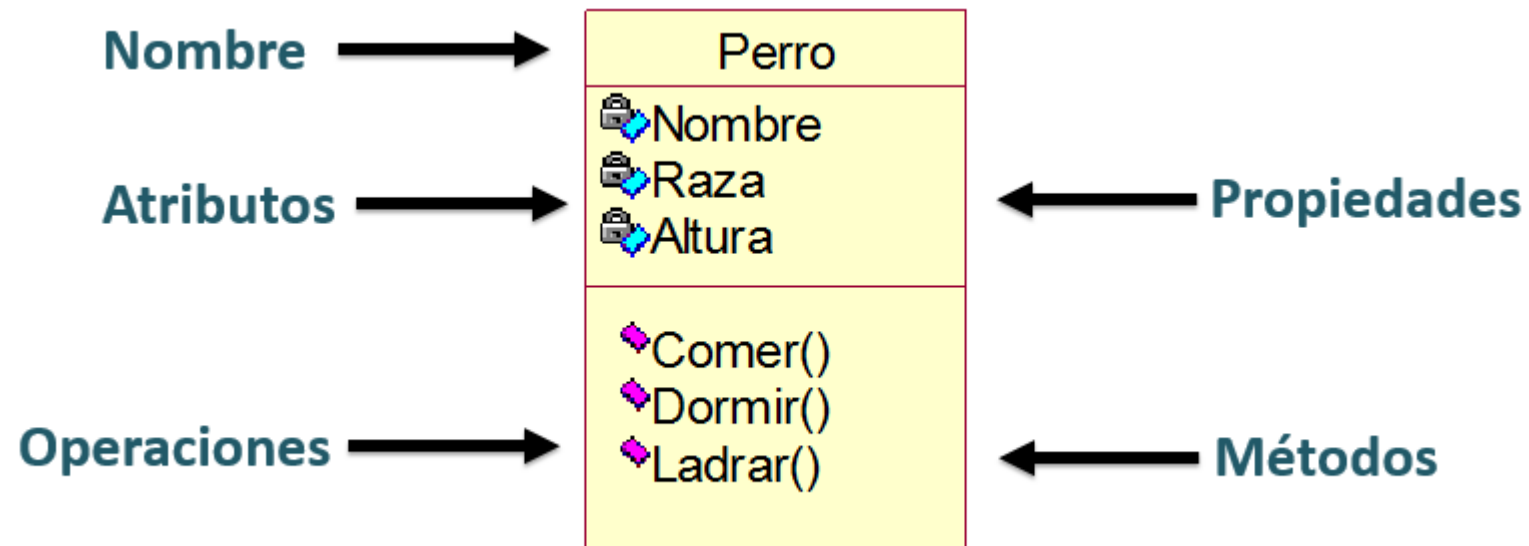 Nombre
Perro
Nombre
Raza
Altura
Atributos
Propiedades
Comer()
Dormir()
Ladrar()
Operaciones
Métodos